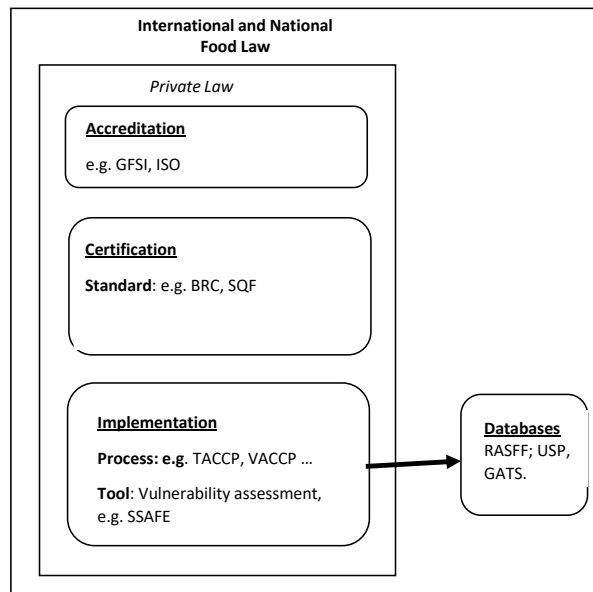 International and National
Food Law
Private Law
Accreditation
e.g. GFSI, ISO
Certification
Standard: e.g. BRC, SQF
Implementation
Process: e.g. TACCP, VACCP ...
Tool: Vulnerability assessment,
e.g. SSAFE
Databases
RASFF; USP,
GATS.